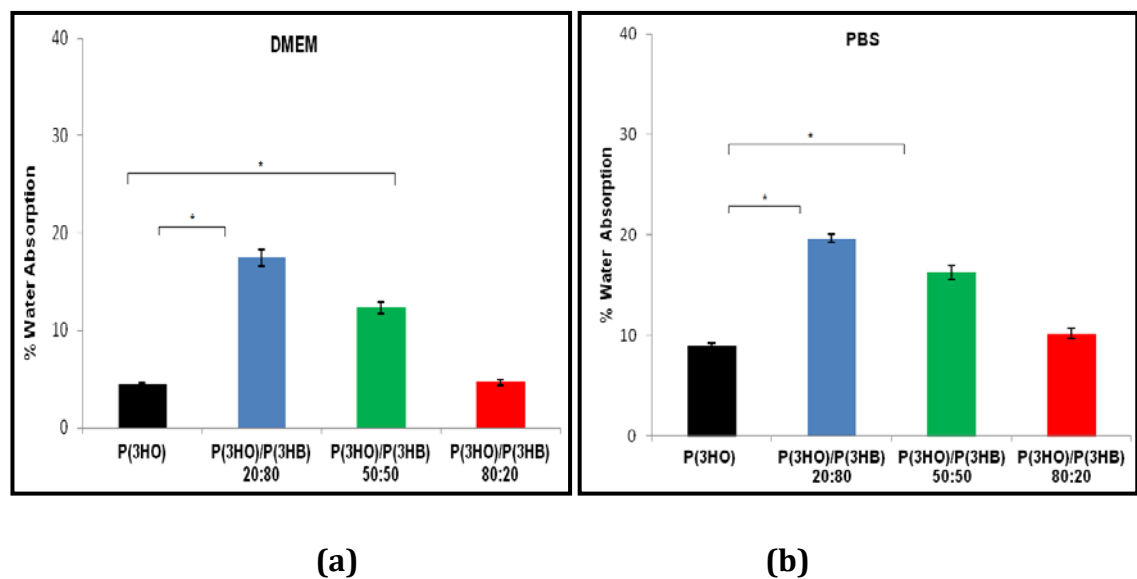 DMEM
% Water Absorption
40
30
20
10
0
*
*
P(3HO)
P(3HO)/P(3HB)
20:80
P(3HO)/P(3HB)
50:50
P(3HO)/P(3HB)
80:20
PBS
% Water Absorption
40
30
20
10
0
*
*
P(3HO)
P(3HO)/P(3HB)
20:80
P(3HO)/P(3HB)
50:50
P(3HO)/P(3HB)
80:20
(a)
(b)